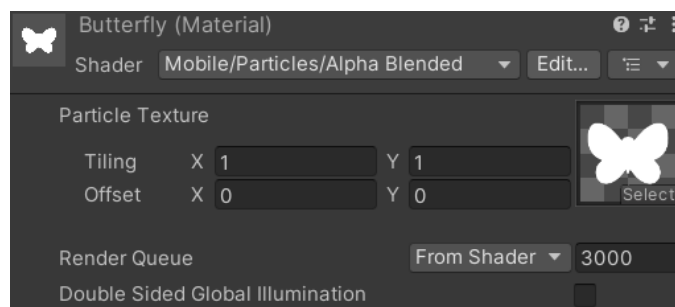 Butterfly (Material)
Shader Mobile/Particles/Alpha Blended Edit...
Particle Texture
Tiling X 1 Y 1
Offset X 0 Y 0
Select
Render Queue From Shader 3000
Double Sided Global Illumination